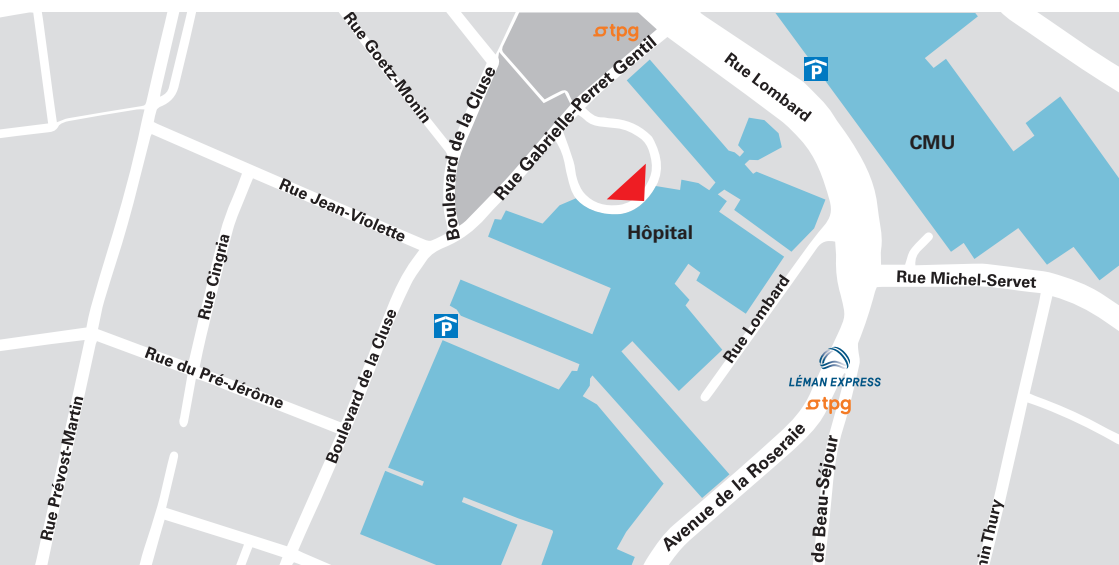 Rue Goetz-Monin
tpg
Rue Gabrielle-Perret Gentil
Boulevard de la Cluse
Rue Lombard
P
CMU
Rue Jean-Violette
Hôpital
Rue Cingria
Rue Michel-Servet
Rue Lombard
P
Boulevard de la Cluse
Rue du Pré-Jérôme
LÉMAN EXPRESS
tpg
Rue Prévost-Martin
Avenue de la Roseraie
de Beau-Séjour
Thury